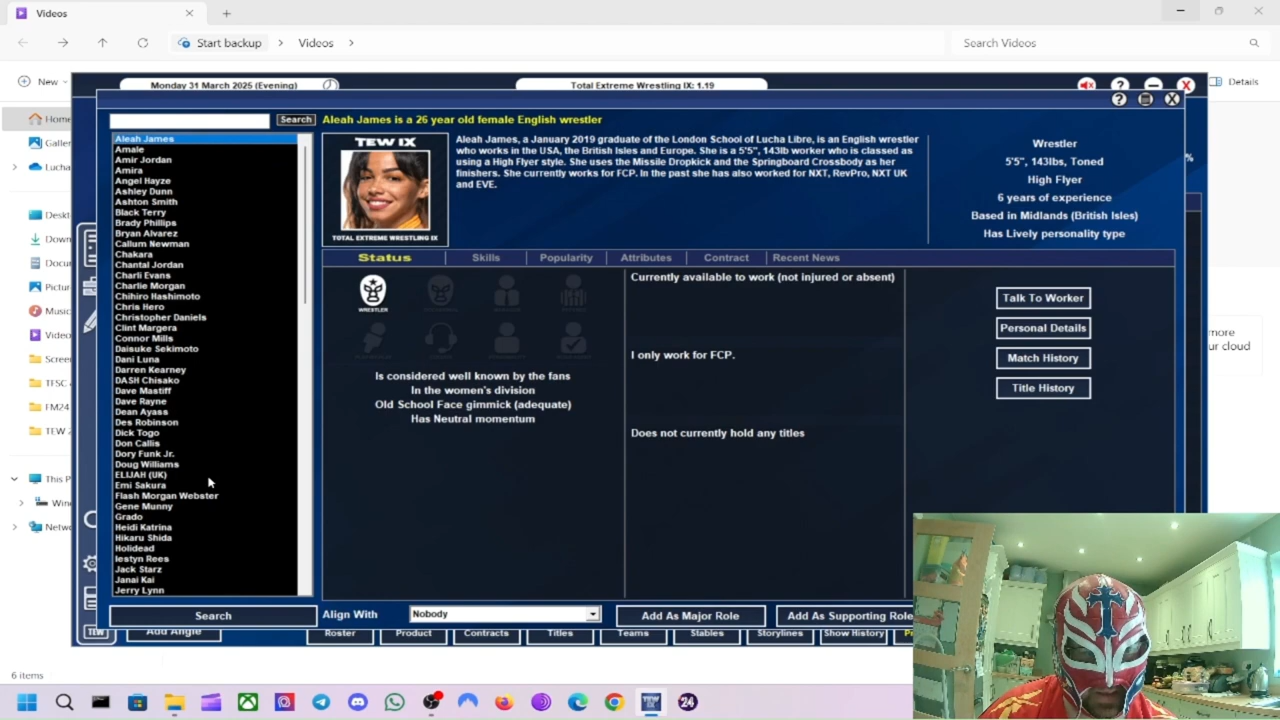 Videos
Start backup
Videos
Search Videos
New
Details
Monday 31 March 2025 (Evening)
Total Extreme Wrestling IX: 1.19
Search
Aleah James is a 26 year old female English wrestler
Home
Aleah James
Amale
Amir Jordan
Amira
Angel Hayze
Ashley Dunn
Ashton Smith
Black Terry
Brady Phillips
Bryan Alvarez
Callum Newman
Chakara
Chantal Jordan
Charli Evans
Charlie Morgan
Chihiro Hashimoto
Chris Hero
Christopher Daniels
Clint Margera
Connor Mills
Daisuke Sekimoto
Dani Luna
Darren Kearney
DASH Chisako
Dave Mastiff
Dave Rayne
Dean Ayass
Des Robinson
Dick Togo
Don Callis
Dory Funk Jr.
Doug Williams
ELIJAH (UK)
Emi Sakura
Flash Morgan Webster
Gene Munny
Grado
Heidi Katrina
Hikaru Shida
Holidead
Iestyn Rees
Jack Starz
Janai Kai
Jerry Lynn
TEW IX
TOTAL EXTREME WRESTLING IX
Aleah James, a January 2019 graduate of the London School of Lucha Libre, is an English wrestler
who works in the USA, the British Isles and Europe. She is a 5'5", 143lb worker who is classed as
using a High Flyer style. She uses the Missile Dropkick and the Springboard Crossbody as her
finishers. She currently works for FCP. In the past she has also worked for NXT, RevPro, NXT UK
and EVE.
Wrestler
5'5", 143lbs, Toned
High Flyer
6 years of experience
Based in Midlands (British Isles)
Has Lively personality type
Status
Skills
Popularity
Attributes
Contract
Recent News
WRESTLER
Is considered well known by the fans
In the women's division
Old School Face gimmick (adequate)
Has Neutral momentum
Currently available to work (not injured or absent)
I only work for FCP.
Does not currently hold any titles
Talk To Worker
Personal Details
Match History
Title History
Search
Align With
Nobody
Add As Major Role
Add As Supporting Role
TEW
Add Angle
Roster
Product
Contracts
Titles
Teams
Stables
Storylines
Show History
6 items
TEW
24